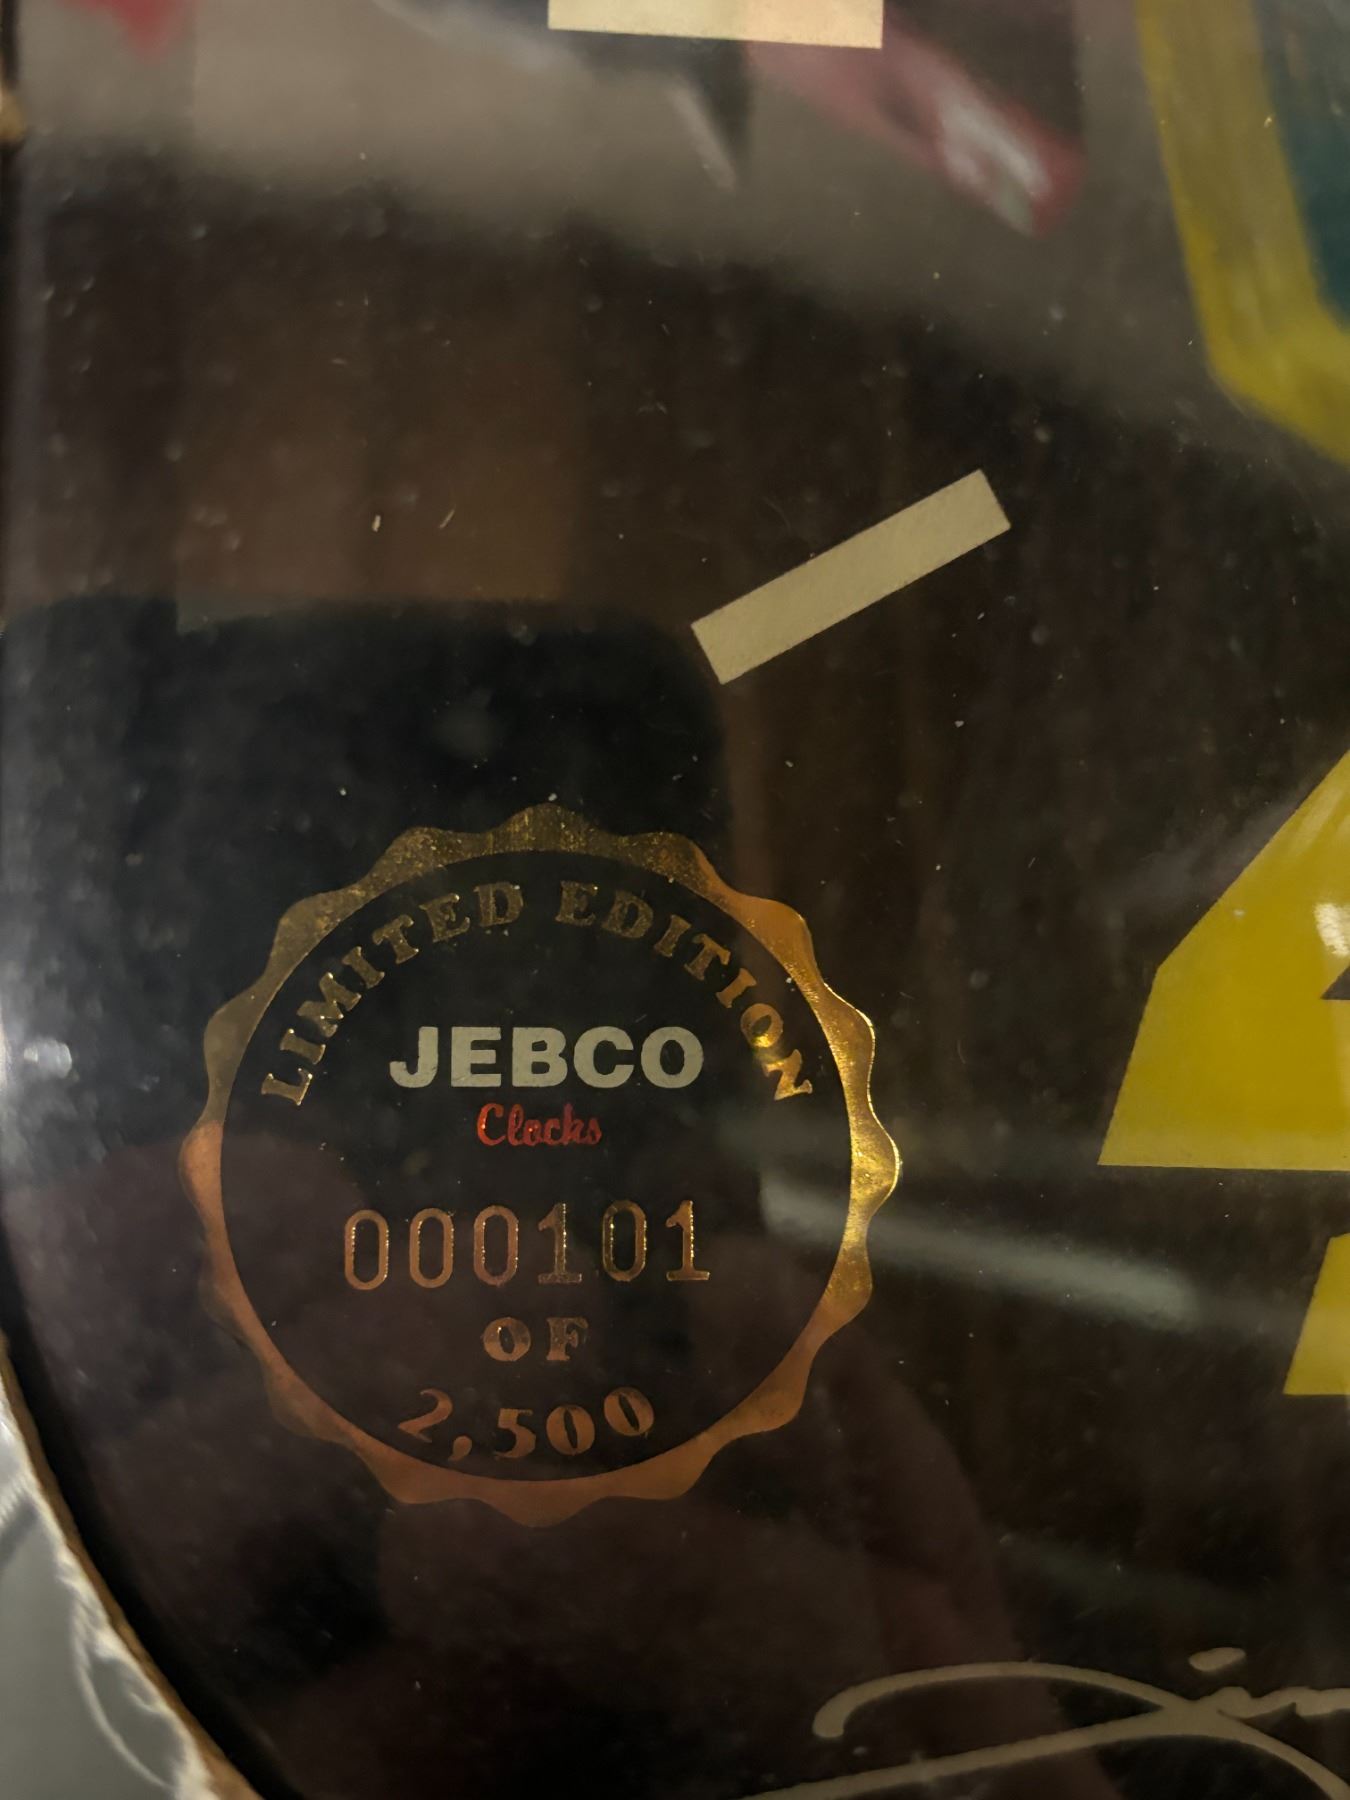 LIMITED EDITION
JEBCO
Clocks
000101
OF
2,500